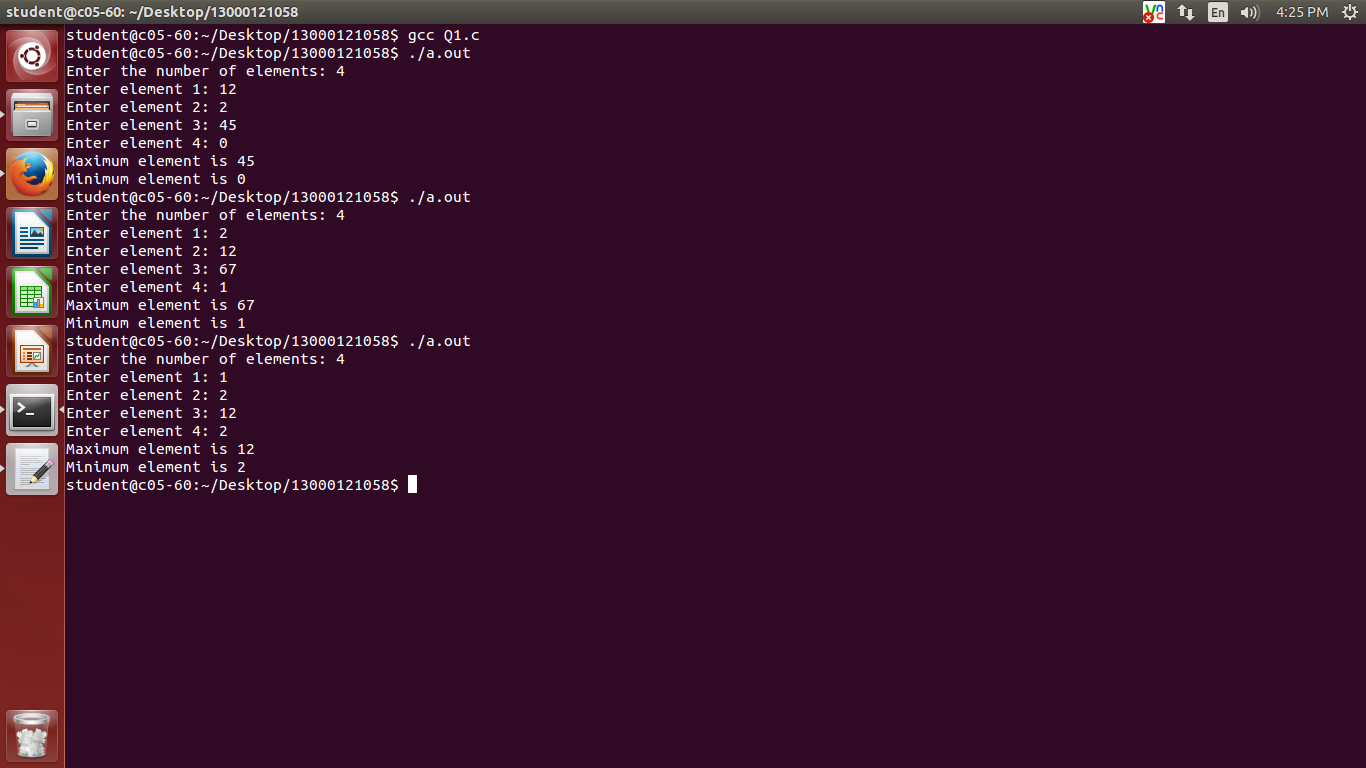 student@c05-60: ~/Desktop/13000121058
En
4:25 PM
student@c05-60:~/Desktop/13000121058$ gcc Q1.c
student@c05-60:~/Desktop/13000121058$ ./a.out
Enter the number of elements: 4
Enter element 1: 12
Enter element 2: 2
Enter element 3: 45
Enter element 4: 0
Maximum element is 45
Minimum element is 0
student@c05-60:~/Desktop/13000121058$ ./a.out
Enter the number of elements: 4
Enter element 1: 2
Enter element 2: 12
Enter element 3: 67
Enter element 4: 1
Maximum element is 67
Minimum element is 1
student@c05-60:~/Desktop/13000121058$ ./a.out
Enter the number of elements: 4
Enter element 1: 1
Enter element 2: 2
Enter element 3: 12
Enter element 4: 2
Maximum element is 12
Minimum element is 2
student@c05-60:~/Desktop/13000121058$